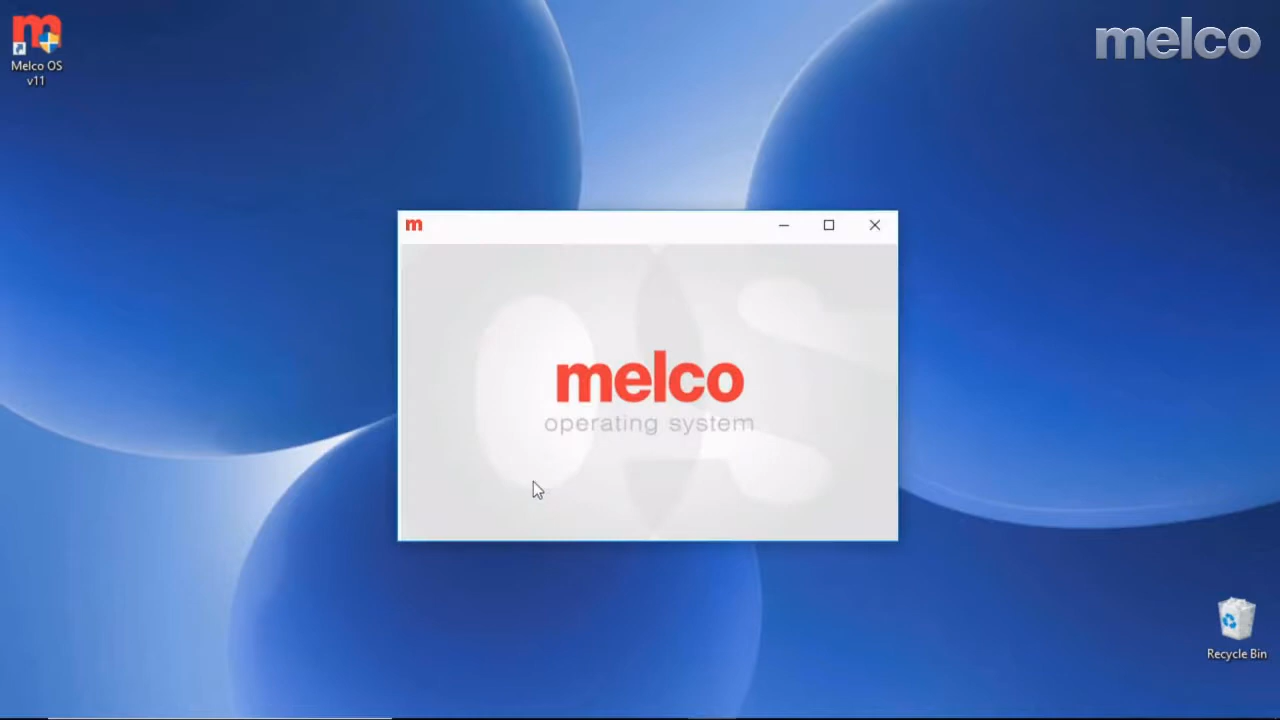 Melco OS
v11
melco
m
melco
operating system
Recycle Bin